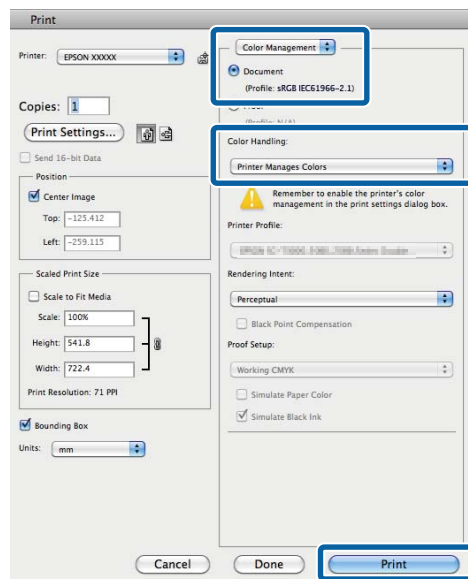 Print
Printer: EPSON XXXXX
Copies: 1
Print Settings...
Send 16-bit Data
Position
Center Image
Top: -125.412
Left: -259.115
Scaled Print Size
Scale to Fit Media
Scale: 100%
Height: 541.8
Width: 722.4
Print Resolution: 71 PPI
Bounding Box
Units: mm
Color Management
Document
(Profile: sRGB IEC61966-2.1)
Color Handling:
Printer Manages Colors
Remember to enable the printer's color
management in the print settings dialog box.
Printer Profile:
Rendering Intent:
Perceptual
Black Point Compensation
Proof Setup:
Working CMYK
Simulate Paper Color
Simulate Black Ink
Cancel
Done
Print